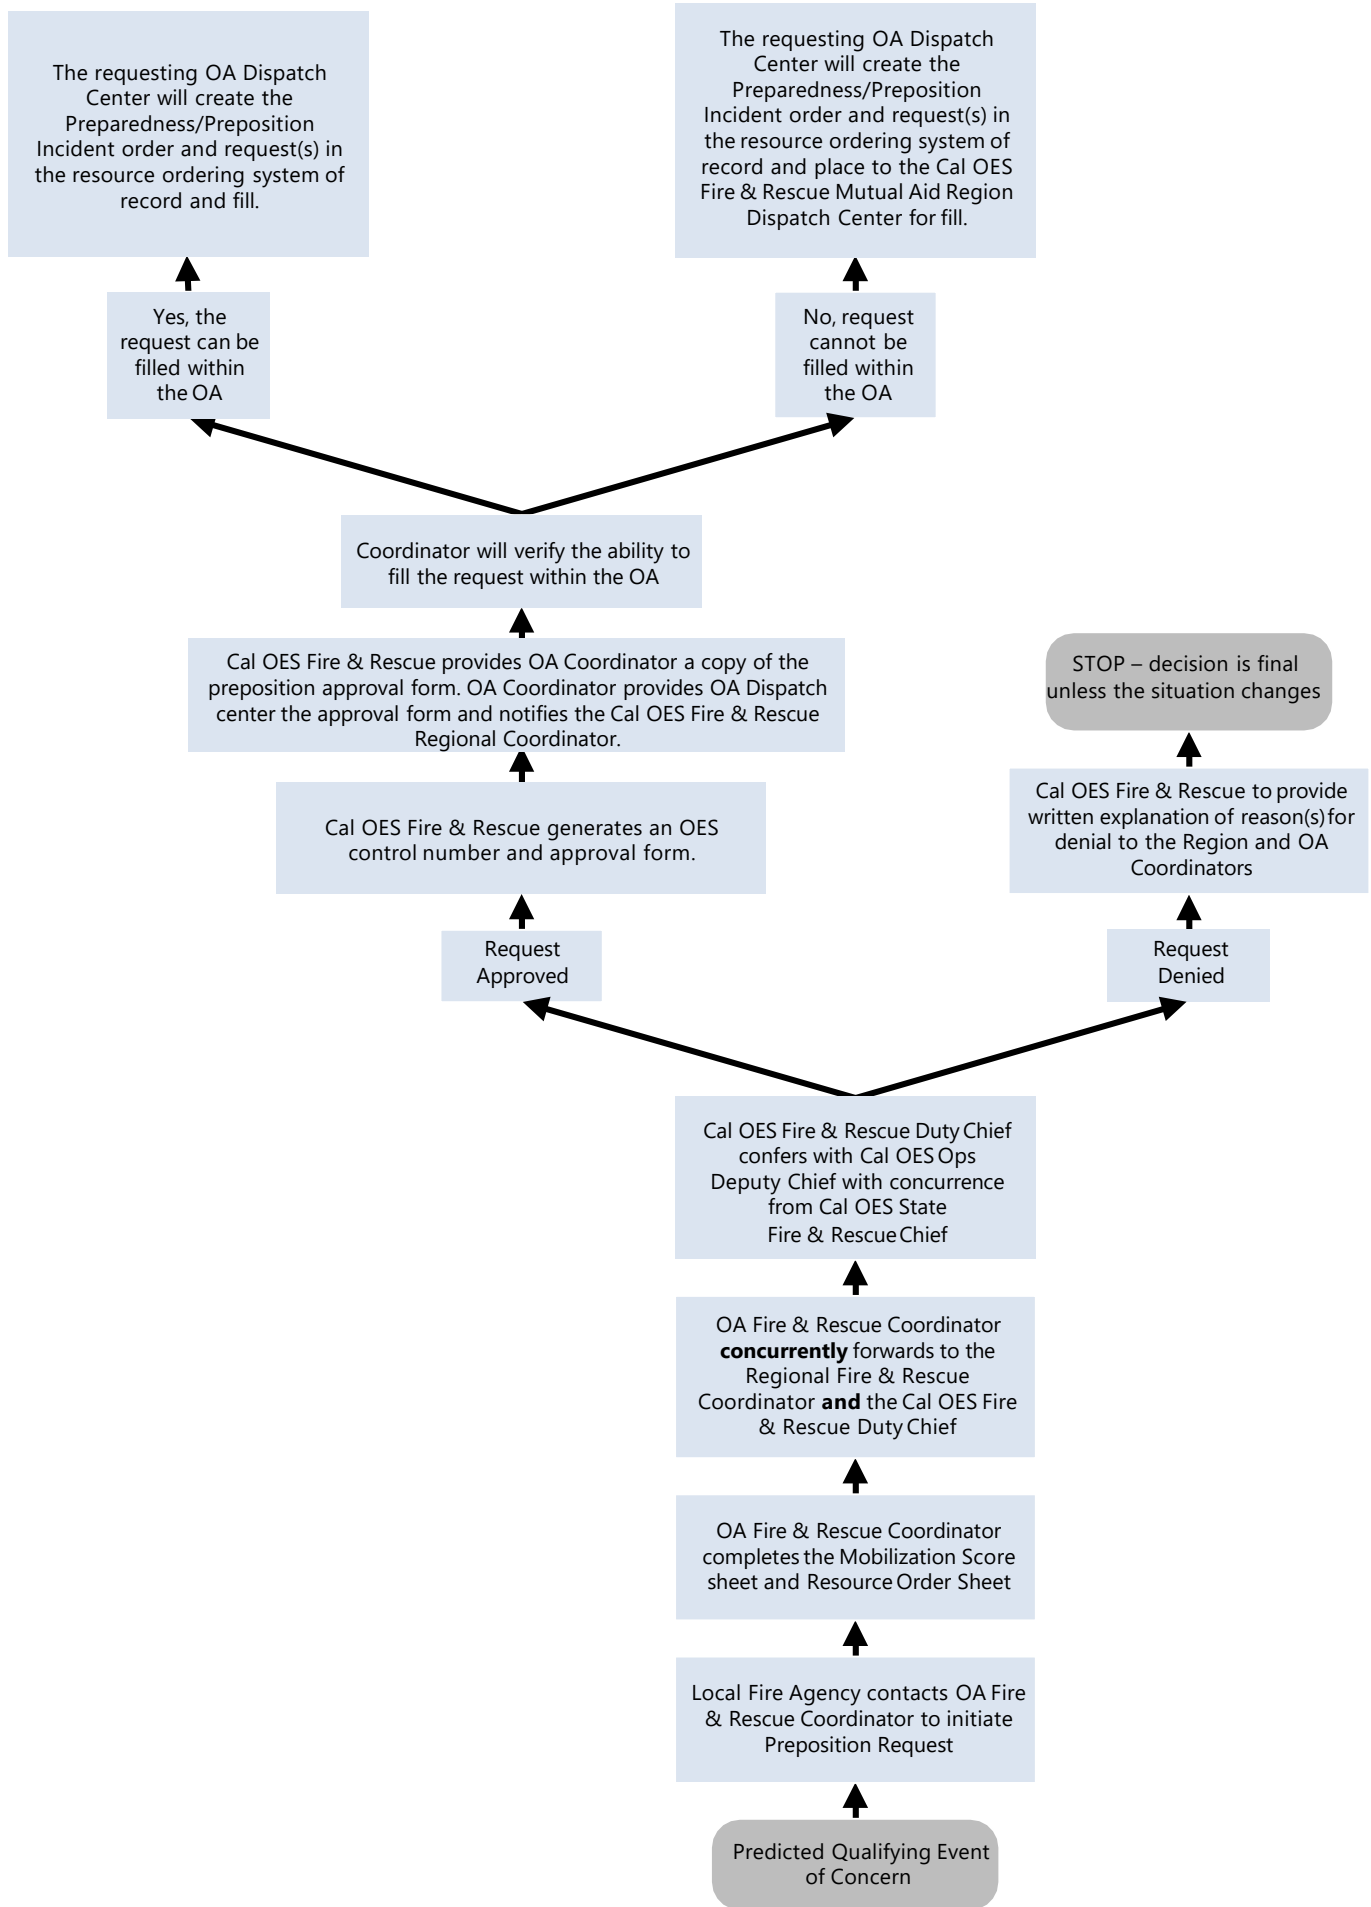 The requesting OA Dispatch
Center will create the
Preparedness/Preposition
Incident order and request(s) in
the resource ordering system of
record and fill.
The requesting OA Dispatch
Center will create the
Preparedness/Preposition
Incident order and request(s) in
the resource ordering system of
record and place to the Cal OES
Fire & Rescue Mutual Aid Region
Dispatch Center for fill.
Yes, the
request can be
filled within
the OA
No, request
cannot be
filled within
the OA
Coordinator will verify the ability to
fill the request within the OA
Cal OES Fire & Rescue provides OA Coordinator a copy of the
preposition approval form. OA Coordinator provides OA Dispatch
center the approval form and notifies the Cal OES Fire & Rescue
Regional Coordinator.
STOP – decision is final
unless the situation changes
Cal OES Fire & Rescue generates an OES
control number and approval form.
Cal OES Fire & Rescue to provide
written explanation of reason(s) for
denial to the Region and OA
Coordinators
Request
Approved
Request
Denied
Cal OES Fire & Rescue Duty Chief
confers with Cal OES Ops
Deputy Chief with concurrence
from Cal OES State
Fire & Rescue Chief
OA Fire & Rescue Coordinator
concurrently forwards to the
Regional Fire & Rescue
Coordinator and the Cal OES Fire
& Rescue Duty Chief
OA Fire & Rescue Coordinator
completes the Mobilization Score
sheet and Resource Order Sheet
Local Fire Agency contacts OA Fire
& Rescue Coordinator to initiate
Preposition Request
Predicted Qualifying Event
of Concern